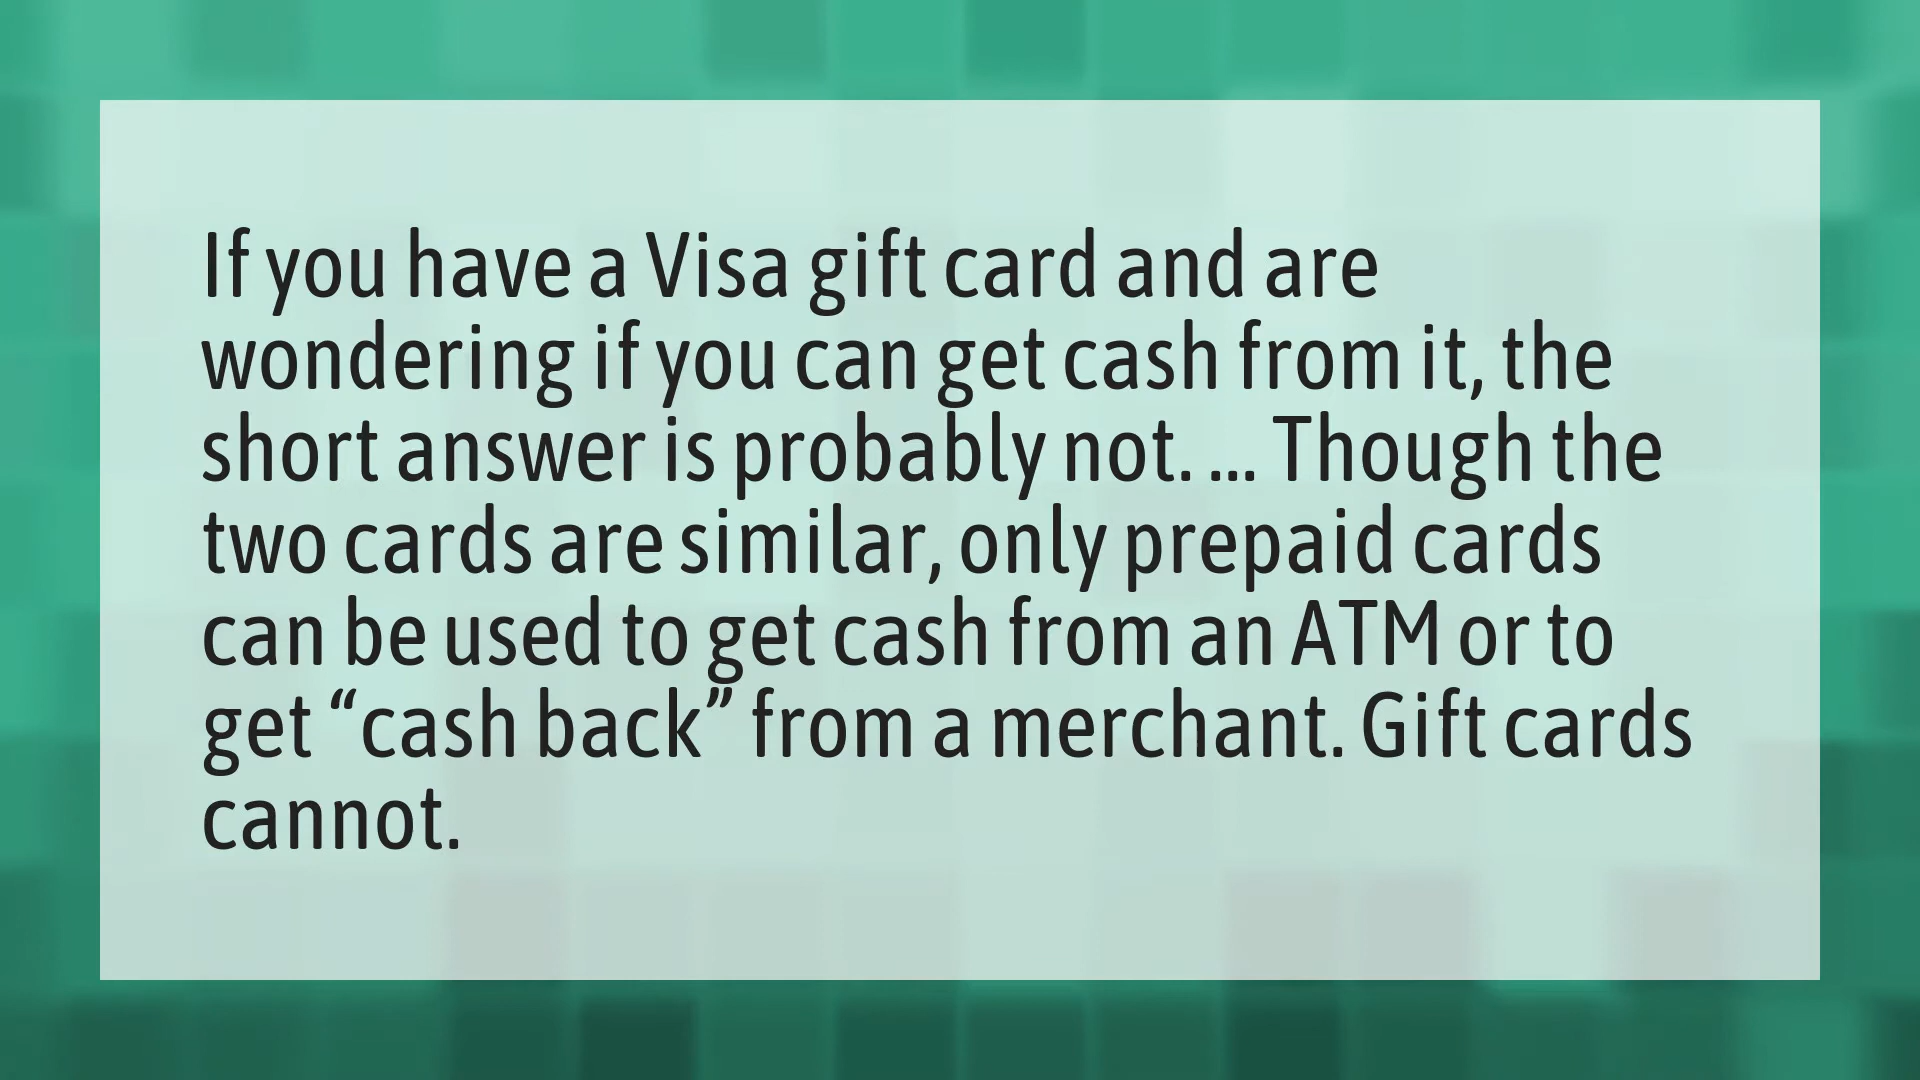 If you have a Visa gift card and are
wondering if you can get cash from it, the
short answer is probably not. ... Though the
two cards are similar, only prepaid cards
can be used to get cash from an ATM or to
get “cash back” from a merchant. Gift cards
cannot.